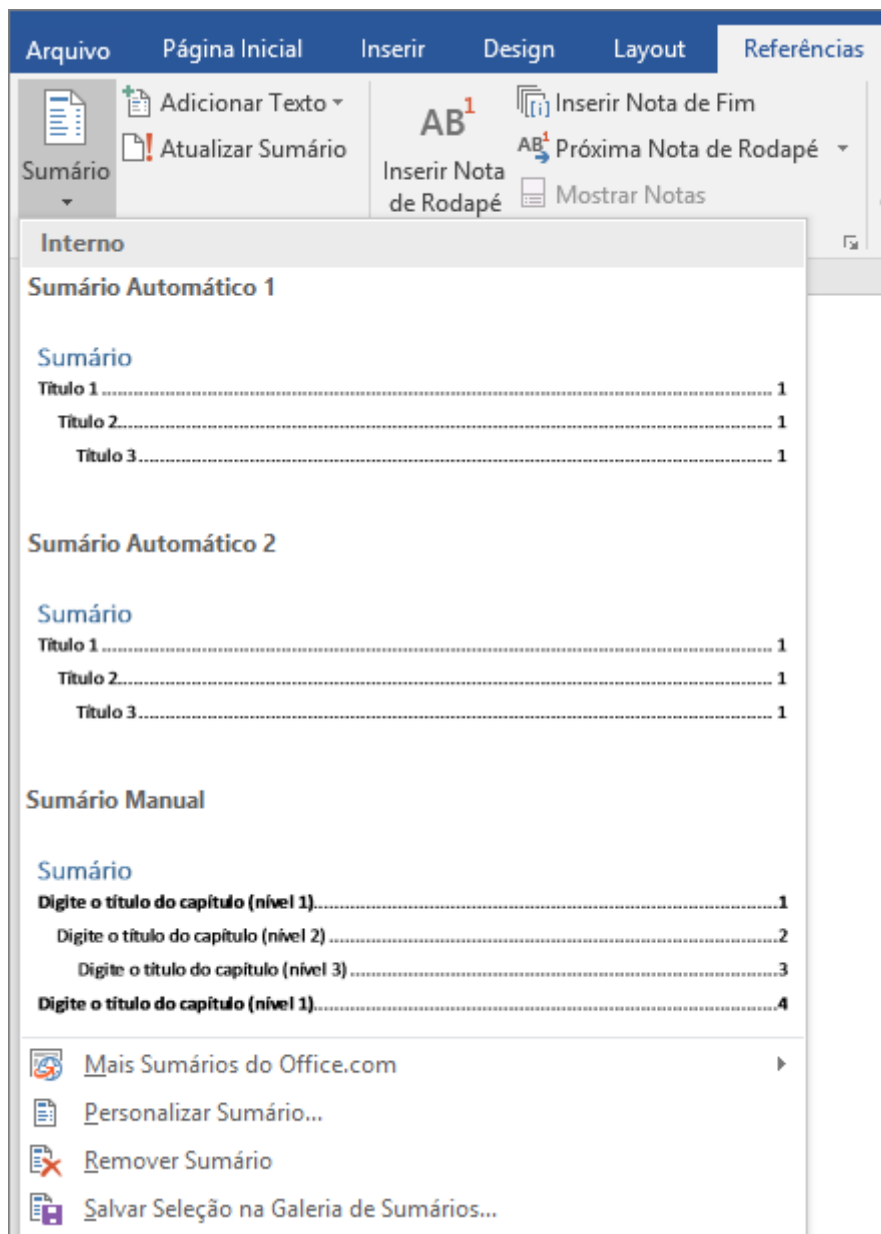 Arquivo Página Inicial Inserir Design Layout Referências
Sumário
Adicionar Texto
Atualizar Sumário
AB1
Inserir Nota
de Rodapé
[i] Inserir Nota de Fim
AB1 Próxima Nota de Rodapé
Mostrar Notas
Interno
Sumário Automático 1
Sumário
Título 1 1
Título 2 1
Título 3 1
Sumário Automático 2
Sumário
Título 1 1
Título 2 1
Título 3 1
Sumário Manual
Sumário
Digite o título do capítulo (nível 1) 1
Digite o título do capítulo (nível 2) 2
Digite o título do capítulo (nível 3) 3
Digite o título do capítulo (nível 1) 4
Mais Sumários do Office.com
Personalizar Sumário...
Remover Sumário
Salvar Seleção na Galeria de Sumários...